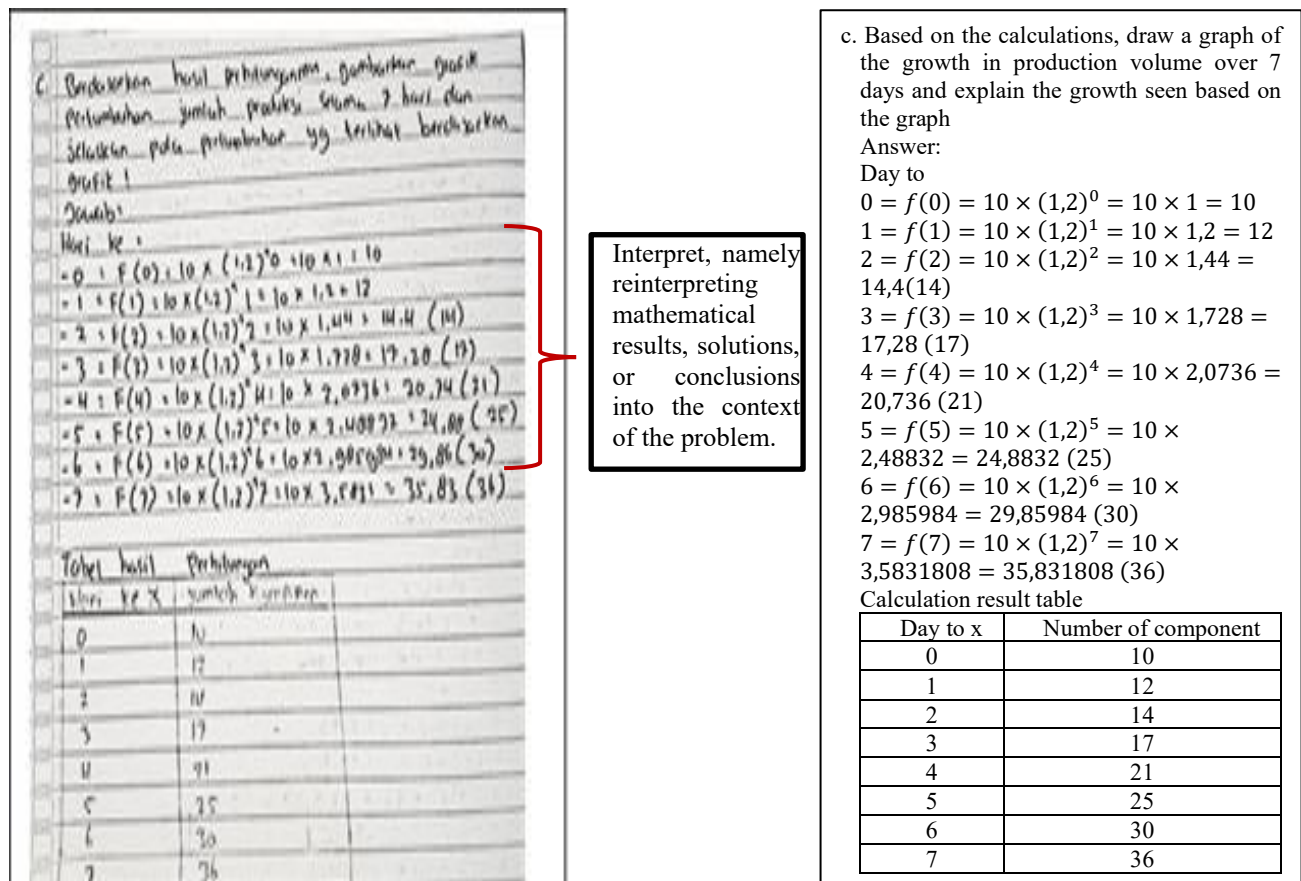 C Berdasarkan hasil perhitungan, gambarkan grafik
Pertumbuhan jumlah produksi selama 7 hari dan
jelaskan pola pertumbuhan yg terlihat berdasarkan
grafik !
Jawab:
Hari ke :
-0 : F(0) : 10 x (1,2)^0 : 10 x 1 : 10
-1 : F(1) : 10 x (1,2)^1 : 10 x 1,2 = 12
-2 : F(2) : 10 x (1,2)^2 : 10 x 1,44 : 14,4 (14)
-3 : F(3) : 10 x (1,2)^3 : 10 x 1,728 : 17,28 (17)
-4 : F(4) : 10 x (1,2)^4 : 10 x 2,0736 : 20,74 (21)
-5 : F(5) : 10 x (1,2)^5 : 10 x 2,48832 : 24,88 (25)
-6 : F(6) : 10 x (1,2)^6 : 10 x 2,985984 : 29,86 (30)
-7 : F(7) : 10 x (1,2)^7 : 10 x 3,5831 : 35,83 (36)
Tabel hasil Perhitungan
Hari ke x jumlah komponen
0 10
1 12
2 14
3 17
4 21
5 25
6 30
7 36
Interpret, namely
reinterpreting
mathematical
results, solutions,
or conclusions
into the context
of the problem.
c. Based on the calculations, draw a graph of
the growth in production volume over 7
days and explain the growth seen based on
the graph
Answer:
Day to
0 = f(0) = 10 × (1,2)⁰ = 10 × 1 = 10
1 = f(1) = 10 × (1,2)¹ = 10 × 1,2 = 12
2 = f(2) = 10 × (1,2)² = 10 × 1,44 =
14,4(14)
3 = f(3) = 10 × (1,2)³ = 10 × 1,728 =
17,28 (17)
4 = f(4) = 10 × (1,2)⁴ = 10 × 2,0736 =
20,736 (21)
5 = f(5) = 10 × (1,2)⁵ = 10 ×
2,48832 = 24,8832 (25)
6 = f(6) = 10 × (1,2)⁶ = 10 ×
2,985984 = 29,85984 (30)
7 = f(7) = 10 × (1,2)⁷ = 10 ×
3,5831808 = 35,831808 (36)
Calculation result table
Day to x Number of component
0 10
1 12
2 14
3 17
4 21
5 25
6 30
7 36